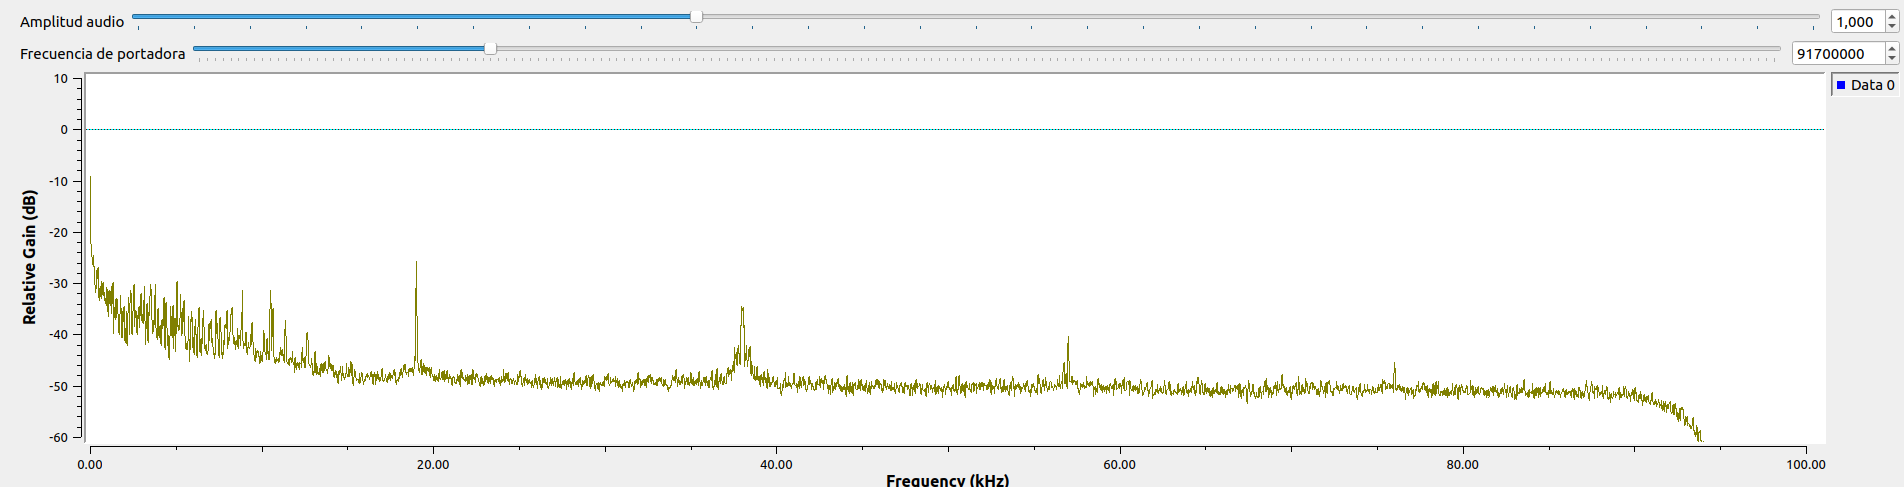 Amplitud audio 1,000
Frecuencia de portadora 91700000
Data 0
10
0
-10
-20
-30
-40
-50
-60
Relative Gain (dB)
0.00 20.00 40.00 60.00 80.00 100.00
Frequency (kHz)